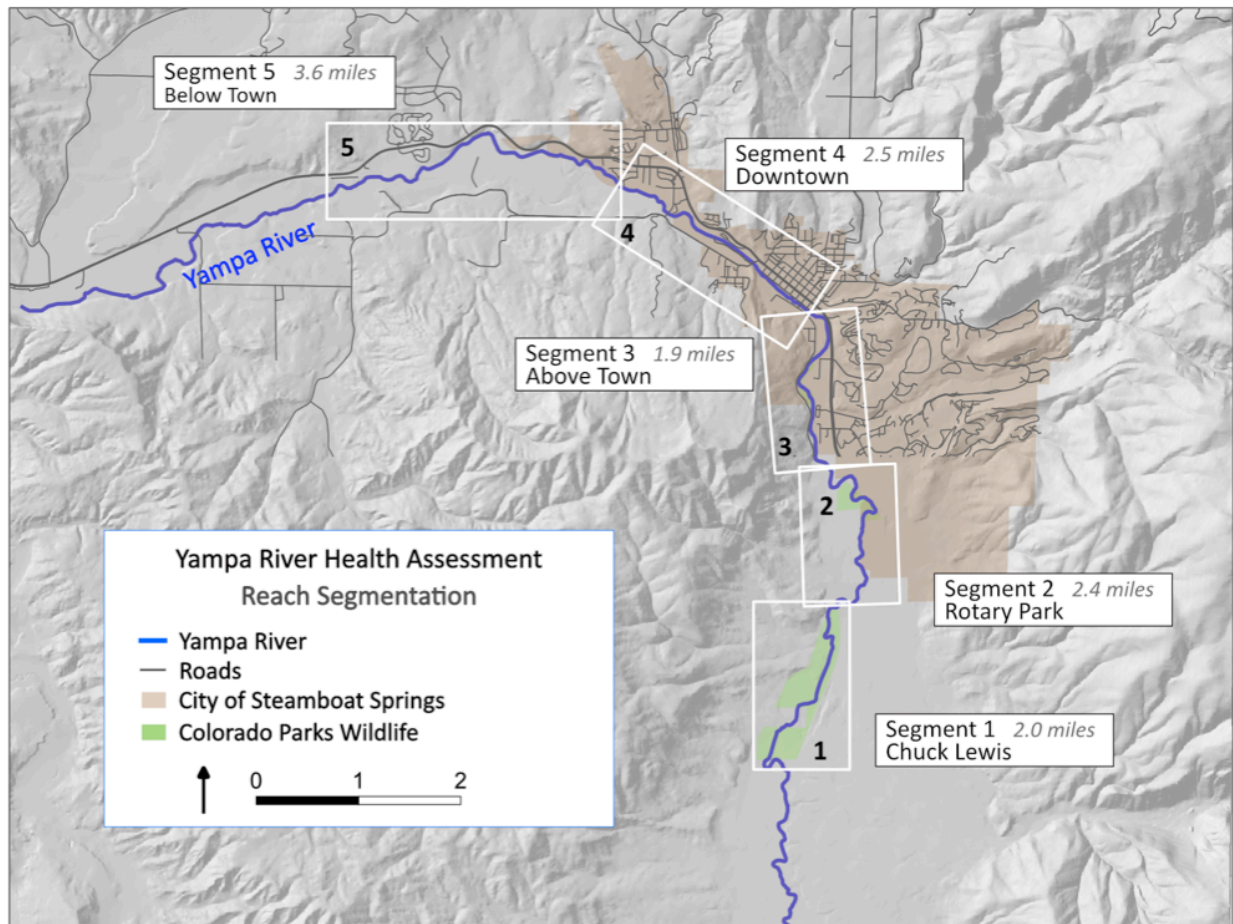 Segment 5 3.6 miles
Below Town
5
Segment 4 2.5 miles
Downtown
4
Yampa River
Segment 3 1.9 miles
Above Town
3
2
Segment 2 2.4 miles
Rotary Park
Segment 1 2.0 miles
Chuck Lewis
1
Yampa River Health Assessment
Reach Segmentation
Yampa River
Roads
City of Steamboat Springs
Colorado Parks Wildlife
0 1 2